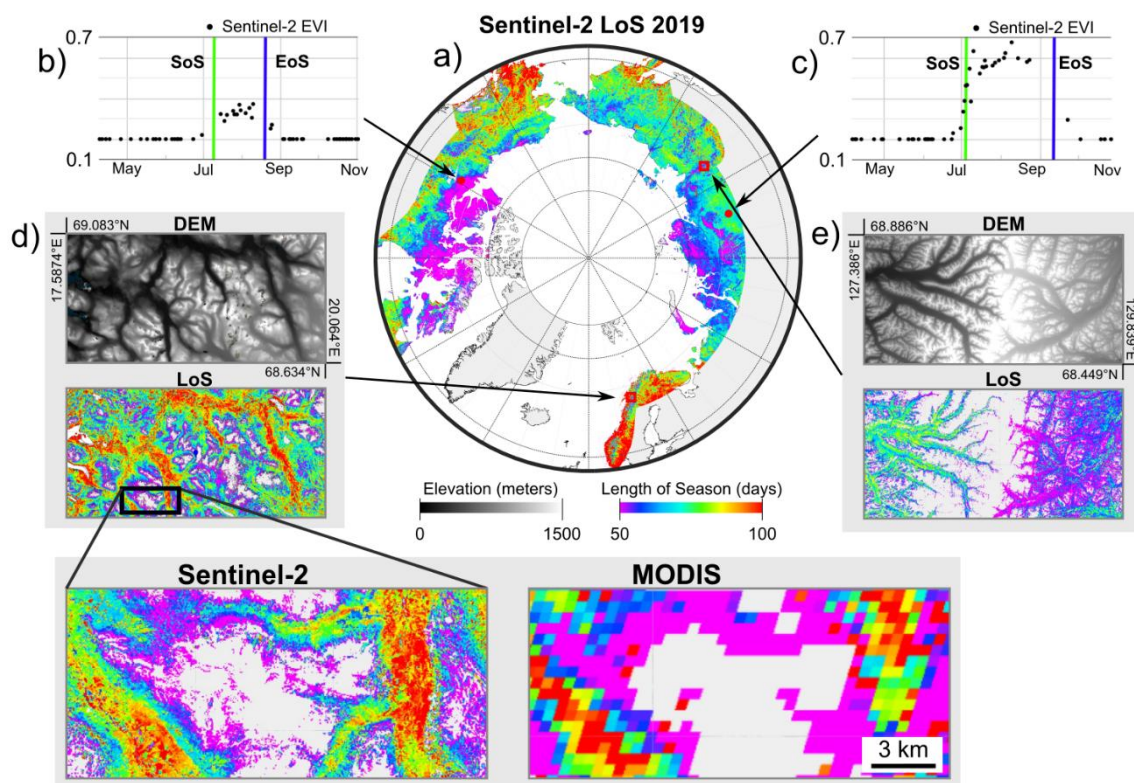 Sentinel-2 LoS 2019
b)
Sentinel-2 EVI
0.7
SoS
EoS
0.1
May
Jul
Sep
Nov
a)
c)
Sentinel-2 EVI
0.7
SoS
EoS
0.1
May
Jul
Sep
Nov
d)
DEM
69.083°N
17.5874°E
20.064°E
68.634°N
LoS
e)
DEM
68.886°N
127.386°E
129.839°E
68.449°N
LoS
Elevation (meters)
0
1500
Length of Season (days)
50
100
Sentinel-2
MODIS
3 km